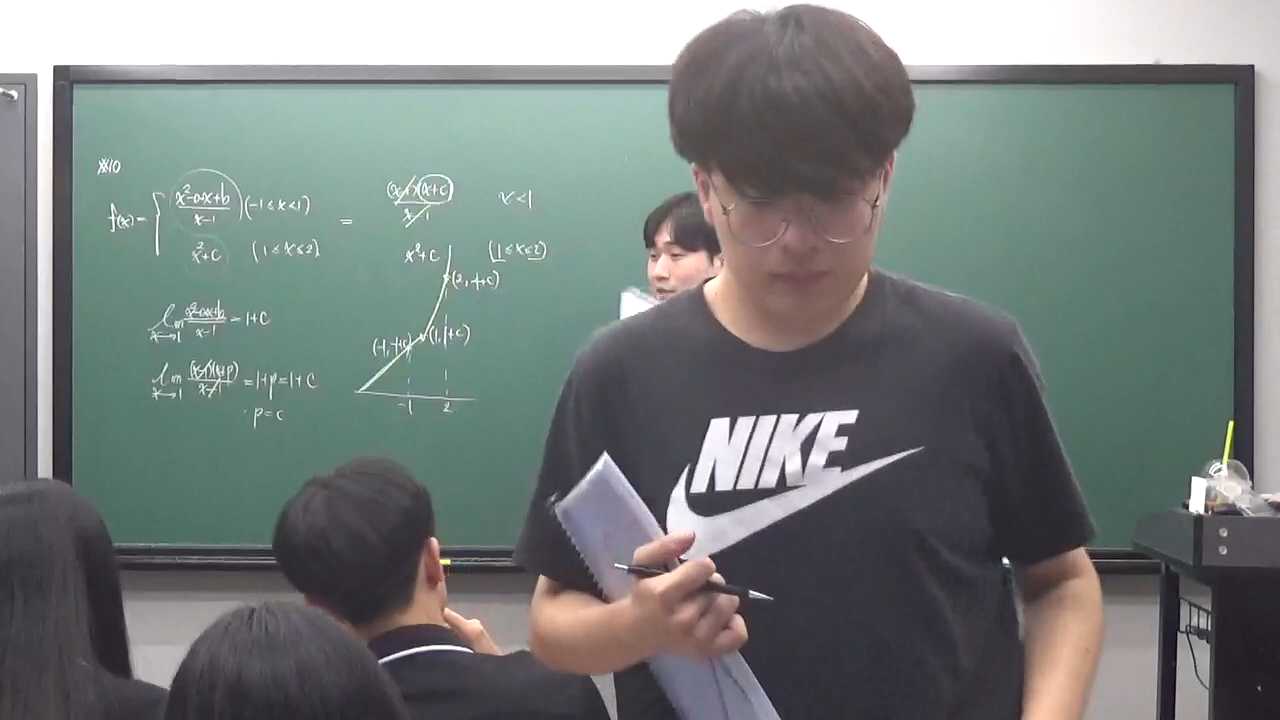 ※10
f(x)= { x²-ax+b / x-1 (-1≤x<1)
x²+c (1≤x≤2)
= (x-1)(x+c) / x-1 x<1
x²+c (1≤x≤2)
lim x→1 x²-ax+b / x-1 = 1+c
lim x→1 (x-1)(x+p) / x-1 = 1+p=1+c
p=c
(2, 4+c)
(1, 1+c)
(-1, -1+c)
-1 2
NIKE